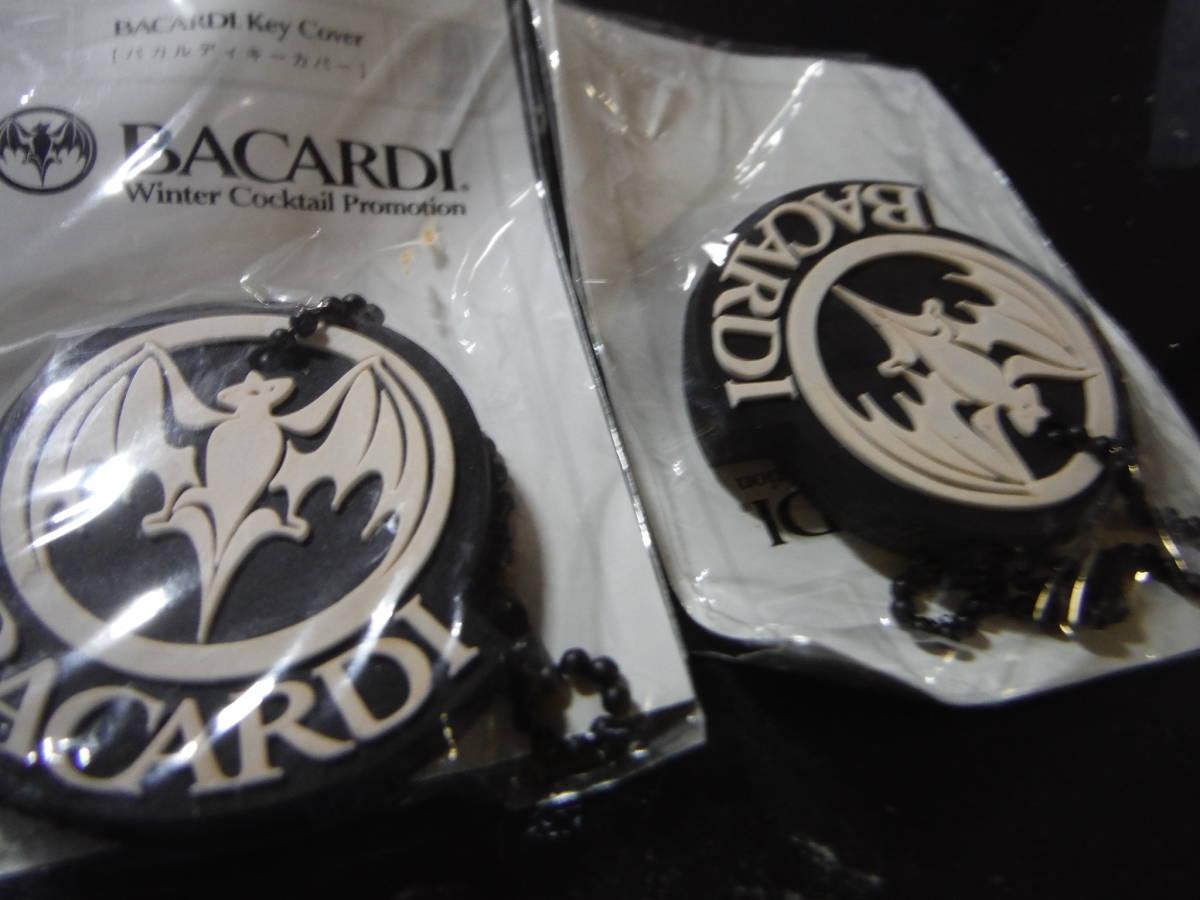 BACARDI Key Cover
[バカルディキーカバー]
BACARDI
Winter Cocktail Promotion
BACARDI
BACARDI